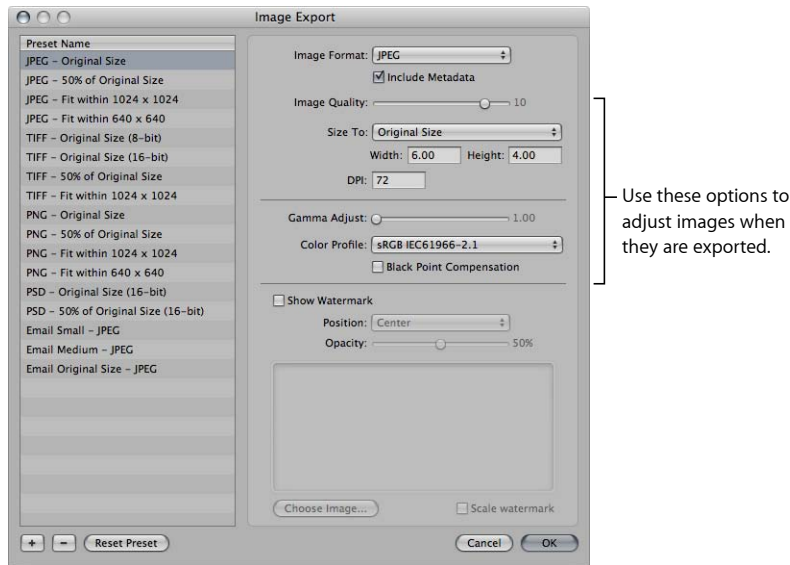 Image Export
Preset Name
JPEG – Original Size
JPEG – 50% of Original Size
JPEG – Fit within 1024 x 1024
JPEG – Fit within 640 x 640
TIFF – Original Size (8-bit)
TIFF – Original Size (16-bit)
TIFF – 50% of Original Size
TIFF – Fit within 1024 x 1024
PNG – Original Size
PNG – 50% of Original Size
PNG – Fit within 1024 x 1024
PNG – Fit within 640 x 640
PSD – Original Size (16-bit)
PSD – 50% of Original Size (16-bit)
Email Small – JPEG
Email Medium – JPEG
Email Original Size – JPEG
+ − Reset Preset
Image Format: JPEG
Include Metadata
Image Quality: 10
Size To: Original Size
Width: 6.00 Height: 4.00
DPI: 72
Gamma Adjust: 1.00
Color Profile: sRGB IEC61966-2.1
Black Point Compensation
Show Watermark
Position: Center
Opacity: 50%
Choose Image... Scale watermark
Cancel OK
Use these options to
adjust images when
they are exported.